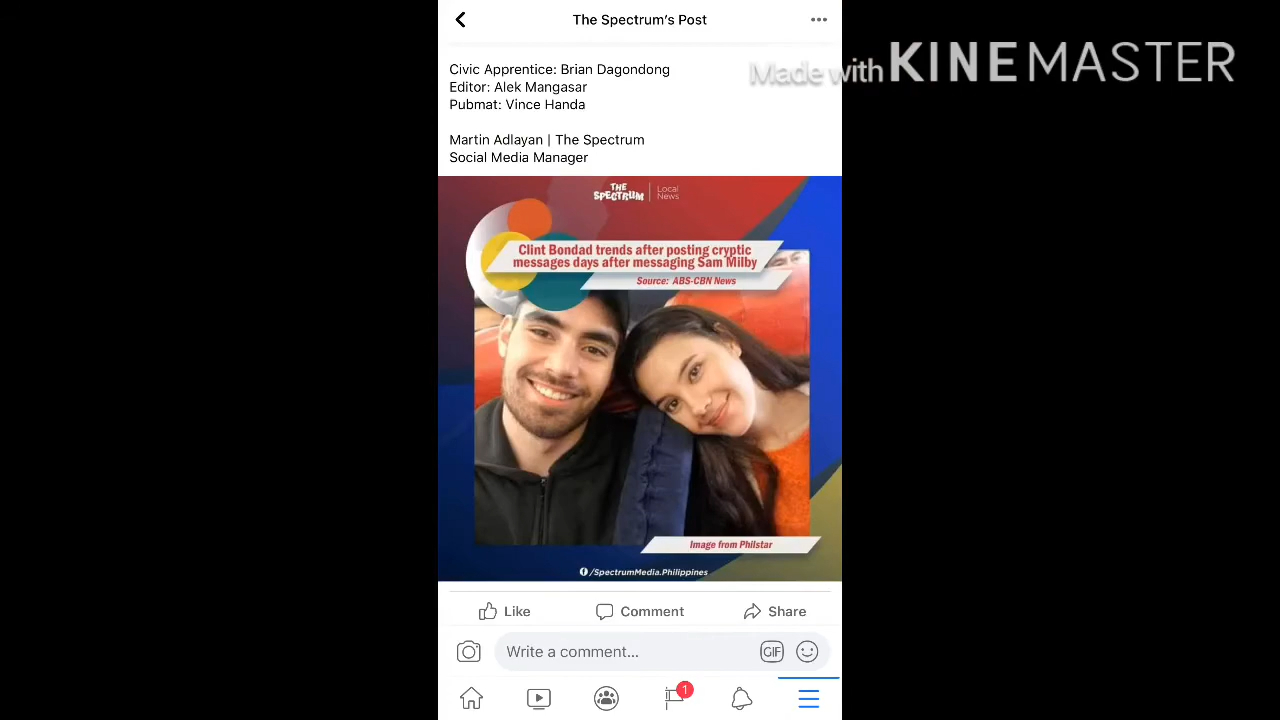 The Spectrum's Post
Made with KINEMASTER
Civic Apprentice: Brian Dagondong
Editor: Alek Mangasar
Pubmat: Vince Handa
Martin Adlayan | The Spectrum
Social Media Manager
THE
SPECTRUM
Local
News
Clint Bondad trends after posting cryptic
messages days after messaging Sam Milby
Source: ABS-CBN News
Image from Philstar
/SpectrumMedia.Philippines
Like
Comment
Share
Write a comment...
GIF
1